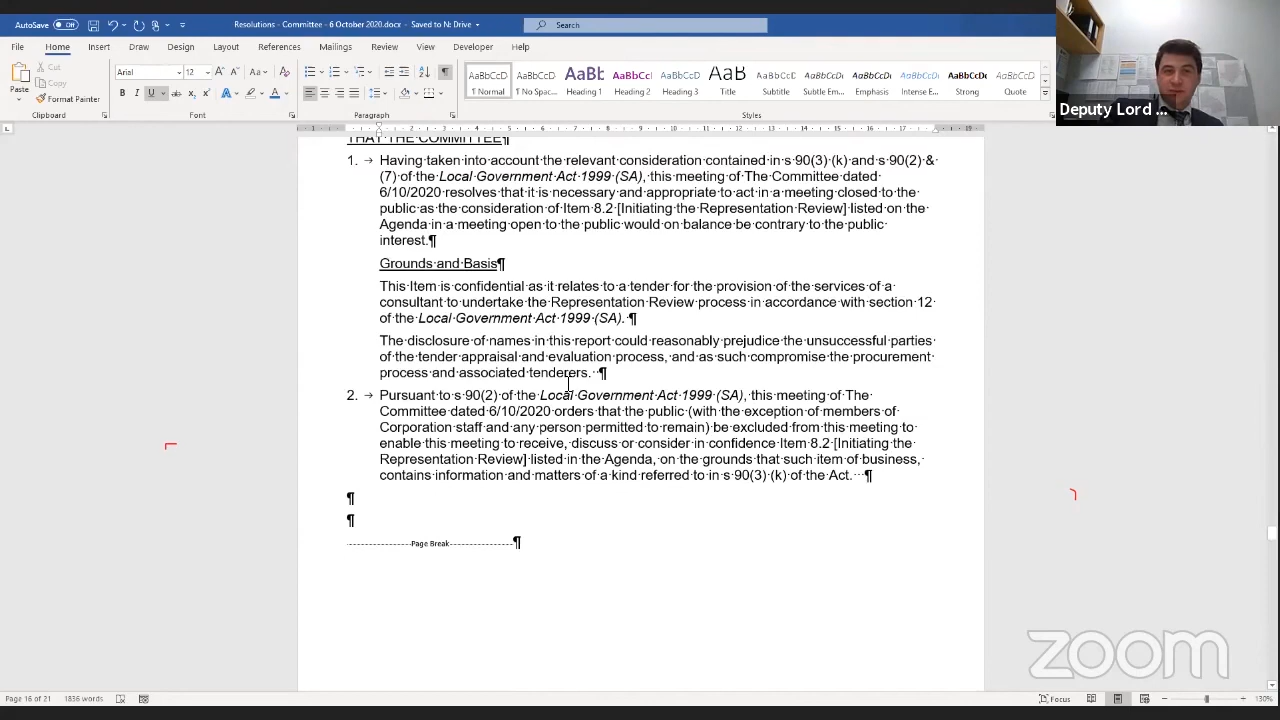 AutoSave Off Resolutions - Committee - 6 October 2020.docx - Saved to N: Drive Search
File Home Insert Draw Design Layout References Mailings Review View Developer Help
Cut
Copy
Format Painter
Paste
Arial 12
AaBbCcD AaBbCcD AaBb AaBbCc AaBbCcD AaB AaBbCcD AaBbCcD AaBbCcD AaBbCcD AaBbCcD AaBbCcD
¶ Normal ¶ No Spac... Heading 1 Heading 2 Heading 3 Title Subtitle Subtle Em... Emphasis Intense E... Strong Quote
Clipboard Font Paragraph Styles
Deputy Lord ...
THAT THE COMMITTEE¶
1. → Having taken into account the relevant consideration contained in s 90(3) (k) and s 90(2) &
(7) of the Local Government Act 1999 (SA), this meeting of The Committee dated
6/10/2020 resolves that it is necessary and appropriate to act in a meeting closed to the
public as the consideration of Item 8.2 [Initiating the Representation Review] listed on the
Agenda in a meeting open to the public would on balance be contrary to the public
interest.¶
Grounds and Basis¶
This Item is confidential as it relates to a tender for the provision of the services of a
consultant to undertake the Representation Review process in accordance with section 12
of the Local Government Act 1999 (SA). ¶
The disclosure of names in this report could reasonably prejudice the unsuccessful parties
of the tender appraisal and evaluation process, and as such compromise the procurement
process and associated tenderers. ¶
2. → Pursuant to s 90(2) of the Local Government Act 1999 (SA), this meeting of The
Committee dated 6/10/2020 orders that the public (with the exception of members of
Corporation staff and any person permitted to remain) be excluded from this meeting to
enable this meeting to receive, discuss or consider in confidence Item 8.2 [Initiating the
Representation Review] listed in the Agenda, on the grounds that such item of business,
contains information and matters of a kind referred to in s 90(3) (k) of the Act. ¶
¶
¶
Page Break ¶
zoom
Page 16 of 21 1836 words Focus 130%